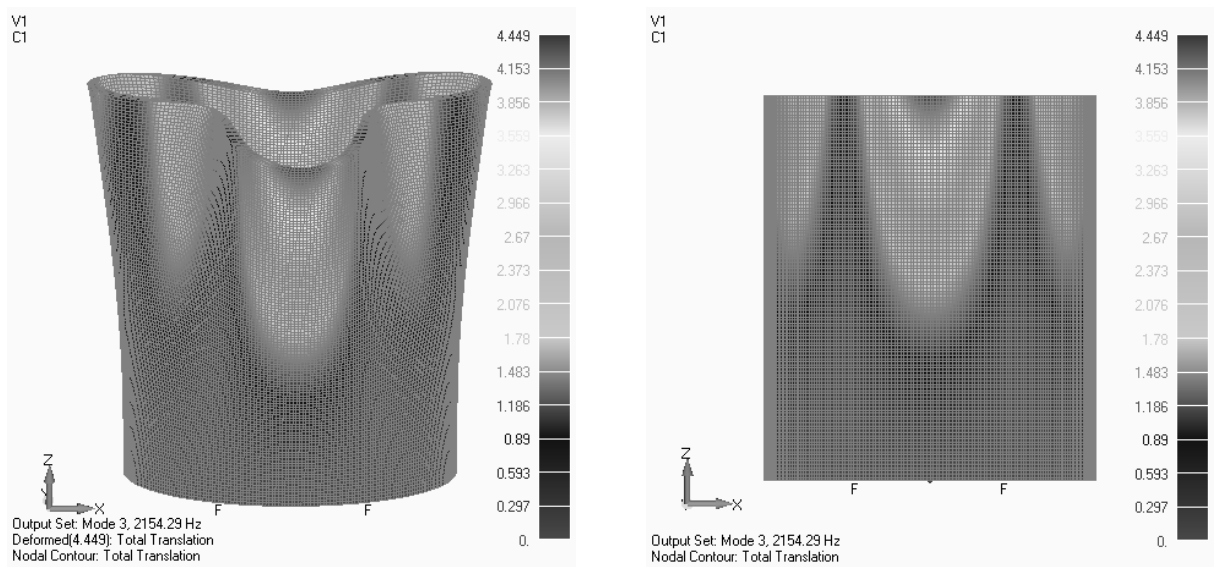 V1
C1
4.449
4.153
3.856
3.559
3.263
2.966
2.67
2.373
2.076
1.78
1.483
1.186
0.89
0.593
0.297
0.
Z
X
F F
Output Set: Mode 3, 2154.29 Hz
Deformed(4.449): Total Translation
Nodal Contour: Total Translation
V1
C1
4.449
4.153
3.856
3.559
3.263
2.966
2.67
2.373
2.076
1.78
1.483
1.186
0.89
0.593
0.297
0.
Z
X
F F
Output Set: Mode 3, 2154.29 Hz
Nodal Contour: Total Translation